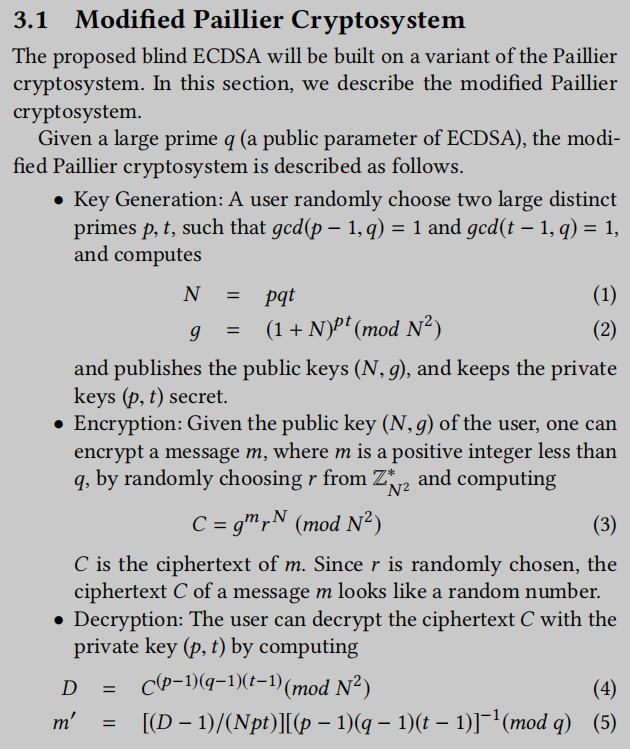 3.1 Modified Paillier Cryptosystem
The proposed blind ECDSA will be built on a variant of the Paillier
cryptosystem. In this section, we describe the modified Paillier
cryptosystem.
Given a large prime q (a public parameter of ECDSA), the modi-
fied Paillier cryptosystem is described as follows.
• Key Generation: A user randomly choose two large distinct
primes p, t, such that gcd(p − 1, q) = 1 and gcd(t − 1, q) = 1,
and computes
N = pqt (1)
g = (1 + N)^{pt}(mod N^2) (2)
and publishes the public keys (N, g), and keeps the private
keys (p, t) secret.
• Encryption: Given the public key (N, g) of the user, one can
encrypt a message m, where m is a positive integer less than
q, by randomly choosing r from ℤ*_{N^2} and computing
C = g^m r^N (mod N^2) (3)
C is the ciphertext of m. Since r is randomly chosen, the
ciphertext C of a message m looks like a random number.
• Decryption: The user can decrypt the ciphertext C with the
private key (p, t) by computing
D = C^{(p−1)(q−1)(t−1)}(mod N^2) (4)
m′ = [(D − 1)/(Npt)][(p − 1)(q − 1)(t − 1)]^{−1}(mod q) (5)